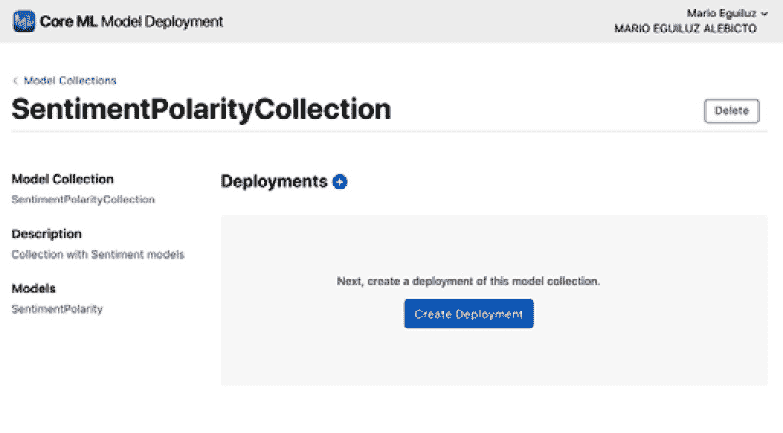 Core ML Model Deployment
Mario Eguiluz
MARIO EGUILUZ ALEBICTO
Model Collections
SentimentPolarityCollection
Delete
Model Collection
SentimentPolarityCollection
Description
Collection with Sentiment models
Models
SentimentPolarity
Deployments
Next, create a deployment of this model collection.
Create Deployment